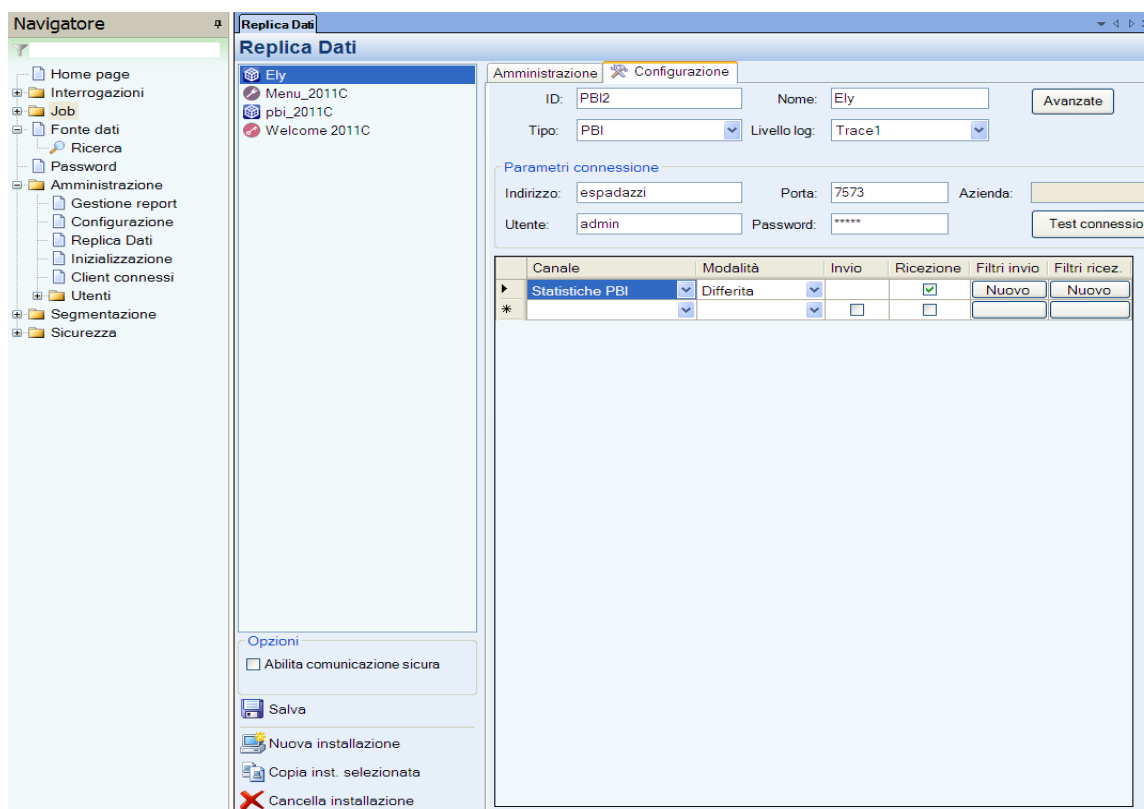 Navigatore
Home page
Interrogazioni
Job
Fonte dati
Ricerca
Password
Amministrazione
Gestione report
Configurazione
Replica Dati
Inizializzazione
Client connessi
Utenti
Segmentazione
Sicurezza
Replica Dati
Replica Dati
Ely
Menu_2011C
pbi_2011C
Welcome 2011C
Opzioni
Abilita comunicazione sicura
Salva
Nuova installazione
Copia inst. selezionata
Cancella installazione
Amministrazione Configurazione
ID: PBI2 Nome: Ely Avanzate
Tipo: PBI Livello log: Trace1
Parametri connessione
Indirizzo: espadazzi Porta: 7573 Azienda:
Utente: admin Password: ***** Test connessio
Canale Modalità Invio Ricezione Filtri invio Filtri ricez.
Statistiche PBI Differita Nuovo Nuovo